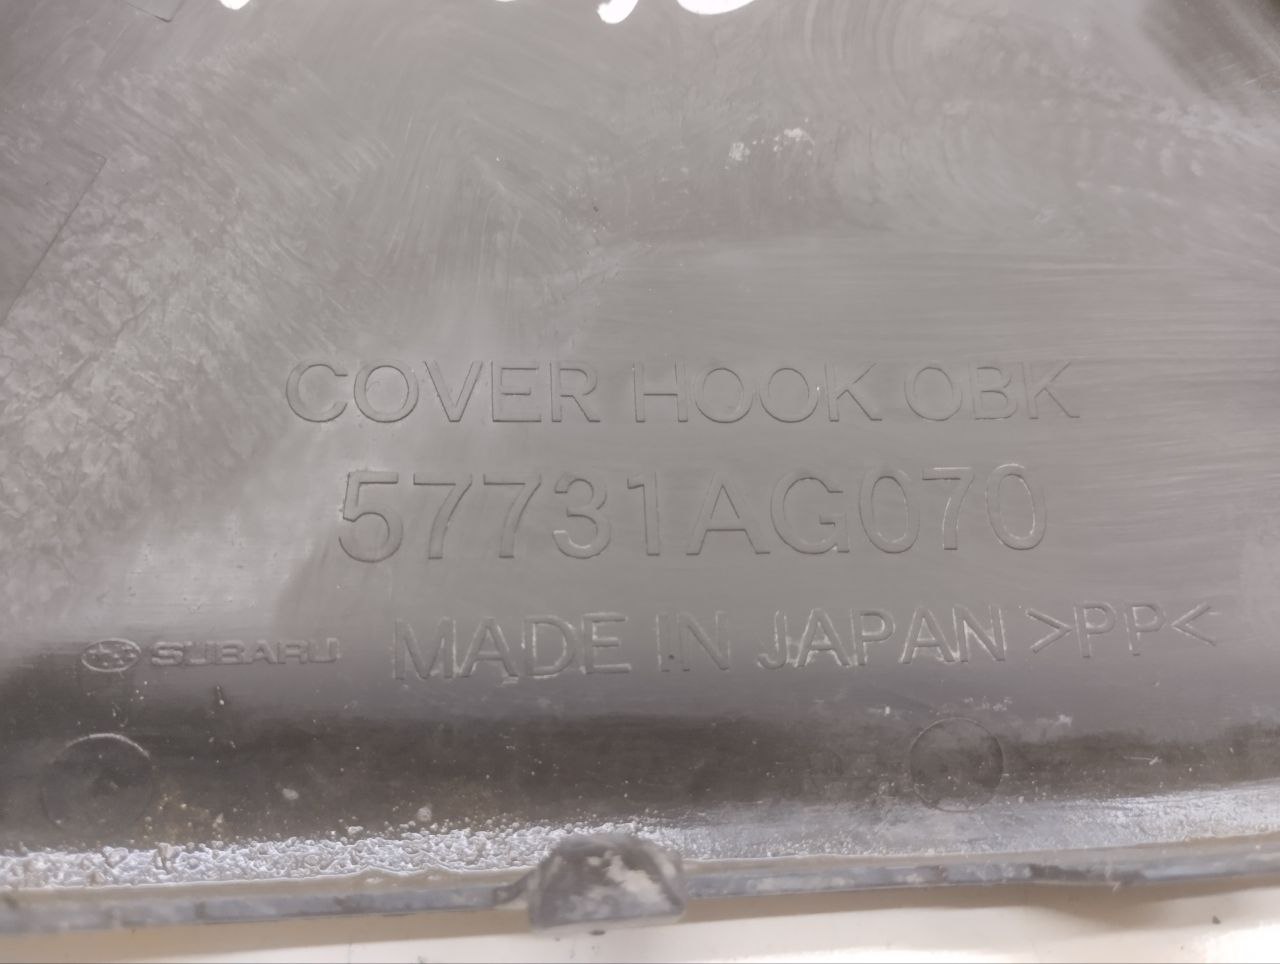 COVER HOOK OBK
57731AG070
SUBARU MADE IN JAPAN >PP<